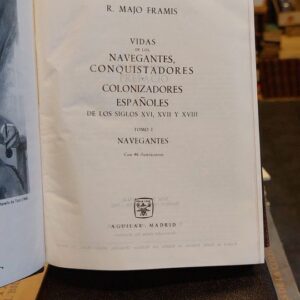 R. MAJO FRAMIS
VIDAS
DE LOS
NAVEGANTES,
CONQUISTADORES
Y
COLONIZADORES
ESPAÑOLES
DE LOS SIGLOS XVI, XVII Y XVIII
TOMO I
NAVEGANTES
AGUILAR, MADRID